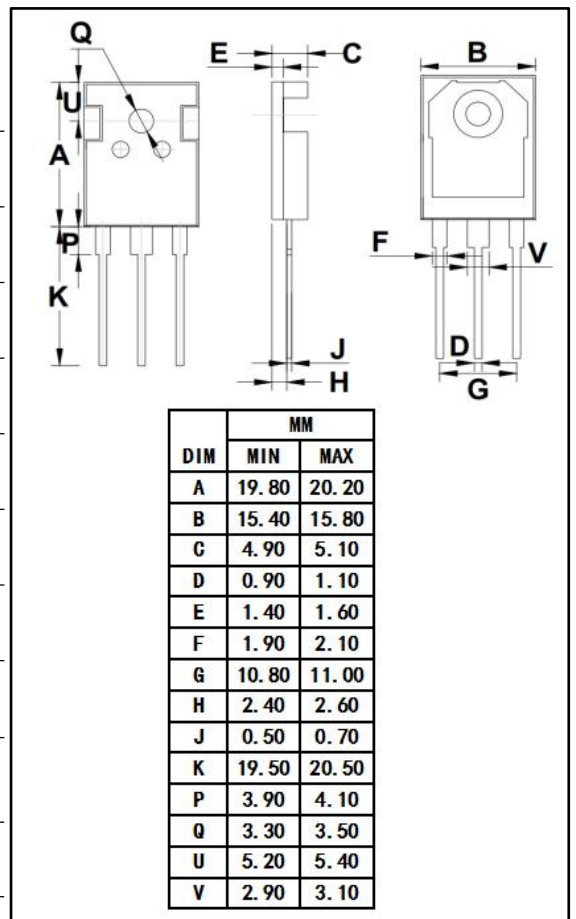 Q
E C B
U
A
P
K
F V
J
H
D
G
MM
DIM MIN MAX
A 19.80 20.20
B 15.40 15.80
C 4.90 5.10
D 0.90 1.10
E 1.40 1.60
F 1.90 2.10
G 10.80 11.00
H 2.40 2.60
J 0.50 0.70
K 19.50 20.50
P 3.90 4.10
Q 3.30 3.50
U 5.20 5.40
V 2.90 3.10